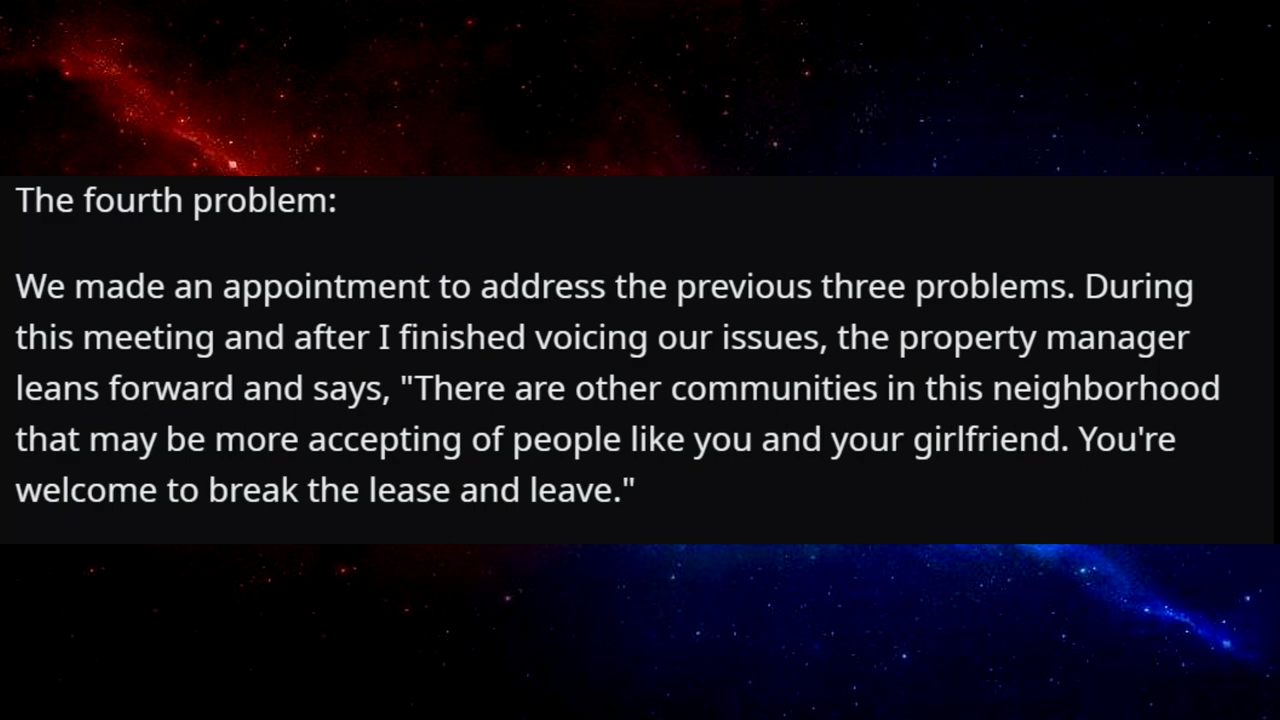 The fourth problem:
We made an appointment to address the previous three problems. During
this meeting and after I finished voicing our issues, the property manager
leans forward and says, "There are other communities in this neighborhood
that may be more accepting of people like you and your girlfriend. You're
welcome to break the lease and leave."